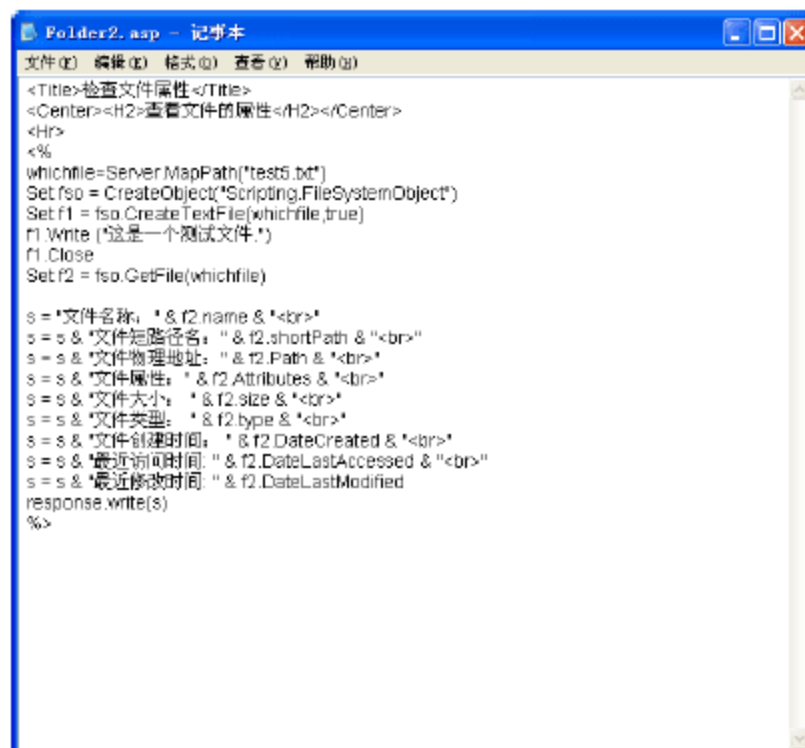 Folder2.asp - 记事本
文件(F) 编辑(E) 格式(O) 查看(V) 帮助(H)
<Title>检查文件属性</Title>
<Center><H2>查看文件的属性</H2></Center>
<Hr>
<%
whichfile=Server.MapPath("test5.txt")
Set fso = CreateObject("Scripting.FileSystemObject")
Set f1 = fso.CreateTextFile(whichfile,true)
f1.Write ("这是一个测试文件.")
f1.Close
Set f2 = fso.GetFile(whichfile)
s = "文件名称：" & f2.name & "<br>"
s = s & "文件短路径名：" & f2.shortPath & "<br>"
s = s & "文件物理地址：" & f2.Path & "<br>"
s = s & "文件属性：" & f2.Attributes & "<br>"
s = s & "文件大小： " & f2.size & "<br>"
s = s & "文件类型： " & f2.type & "<br>"
s = s & "文件创建时间： " & f2.DateCreated & "<br>"
s = s & "最近访问时间: " & f2.DateLastAccessed & "<br>"
s = s & "最近修改时间: " & f2.DateLastModified
response.write(s)
%>